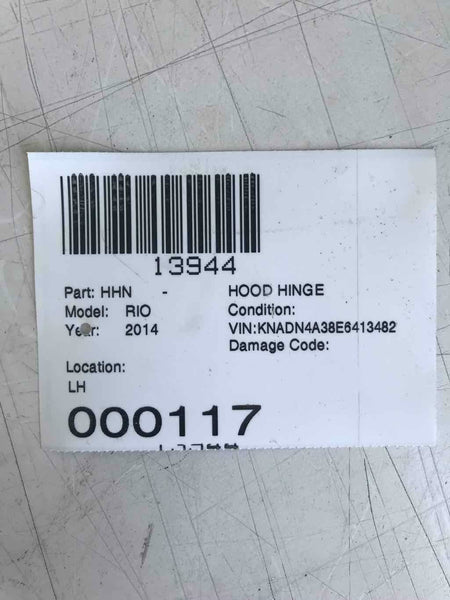 13944
Part: HHN - HOOD HINGE
Model: RIO Condition:
Year: 2014 VIN:KNADN4A38E6413482
Damage Code:
Location:
LH
000117